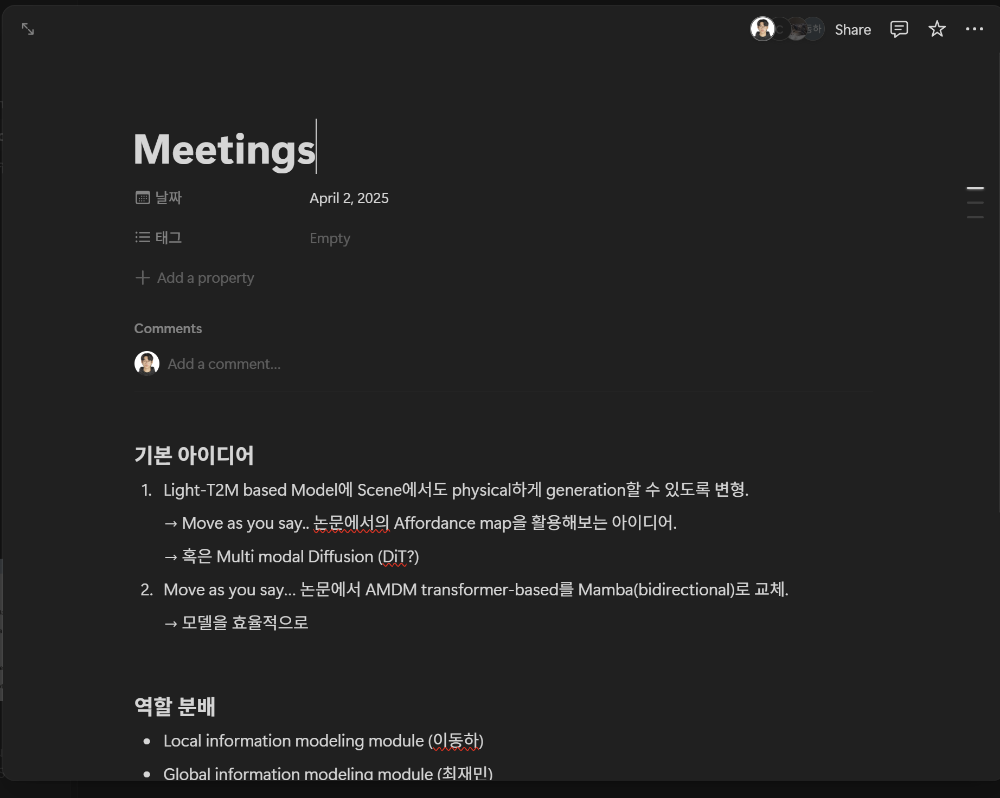 동하
Share
Meetings
날짜
April 2, 2025
태그
Empty
Add a property
Comments
Add a comment...
기본 아이디어
1. Light-T2M based Model에 Scene에서도 physical하게 generation할 수 있도록 변형.
→ Move as you say.. 논문에서의 Affordance map을 활용해보는 아이디어.
→ 혹은 Multi modal Diffusion (DiT?)
2. Move as you say... 논문에서 AMDM transformer-based를 Mamba(bidirectional)로 교체.
→ 모델을 효율적으로
역할 분배
• Local information modeling module (이동하)
• Global information modeling module (최재민)